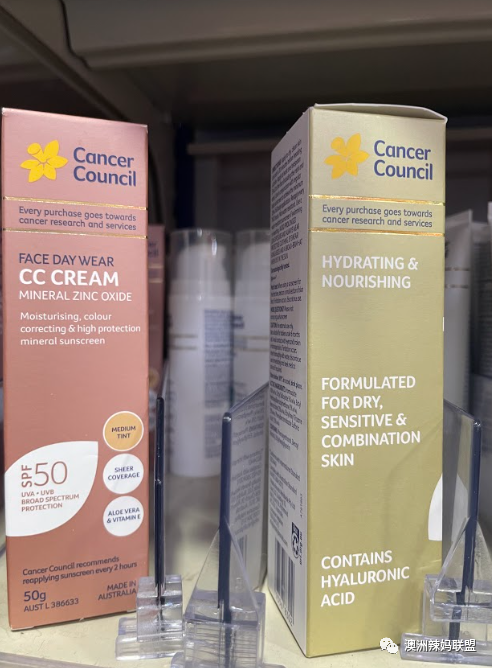 Cancer
Council
Every purchase goes towards
cancer research and services
FACE DAY WEAR
CC CREAM
MINERAL ZINC OXIDE
Moisturising, colour
correcting & high protection
mineral sunscreen
MEDIUM
TINT
SPF 50
UVA + UVB
BROAD SPECTRUM
PROTECTION
SHEER
COVERAGE
ALOE VERA
& VITAMIN E
Cancer Council recommends
reapplying sunscreen every 2 hours
50g
AUST L 386633
MADE IN
AUSTRALIA
Cancer
Council
Every purchase goes towards
cancer research and services
HYDRATING &
NOURISHING
FORMULATED
FOR DRY,
SENSITIVE &
COMBINATION
SKIN
CONTAINS
HYALURONIC
ACID
澳洲辣妈联盟